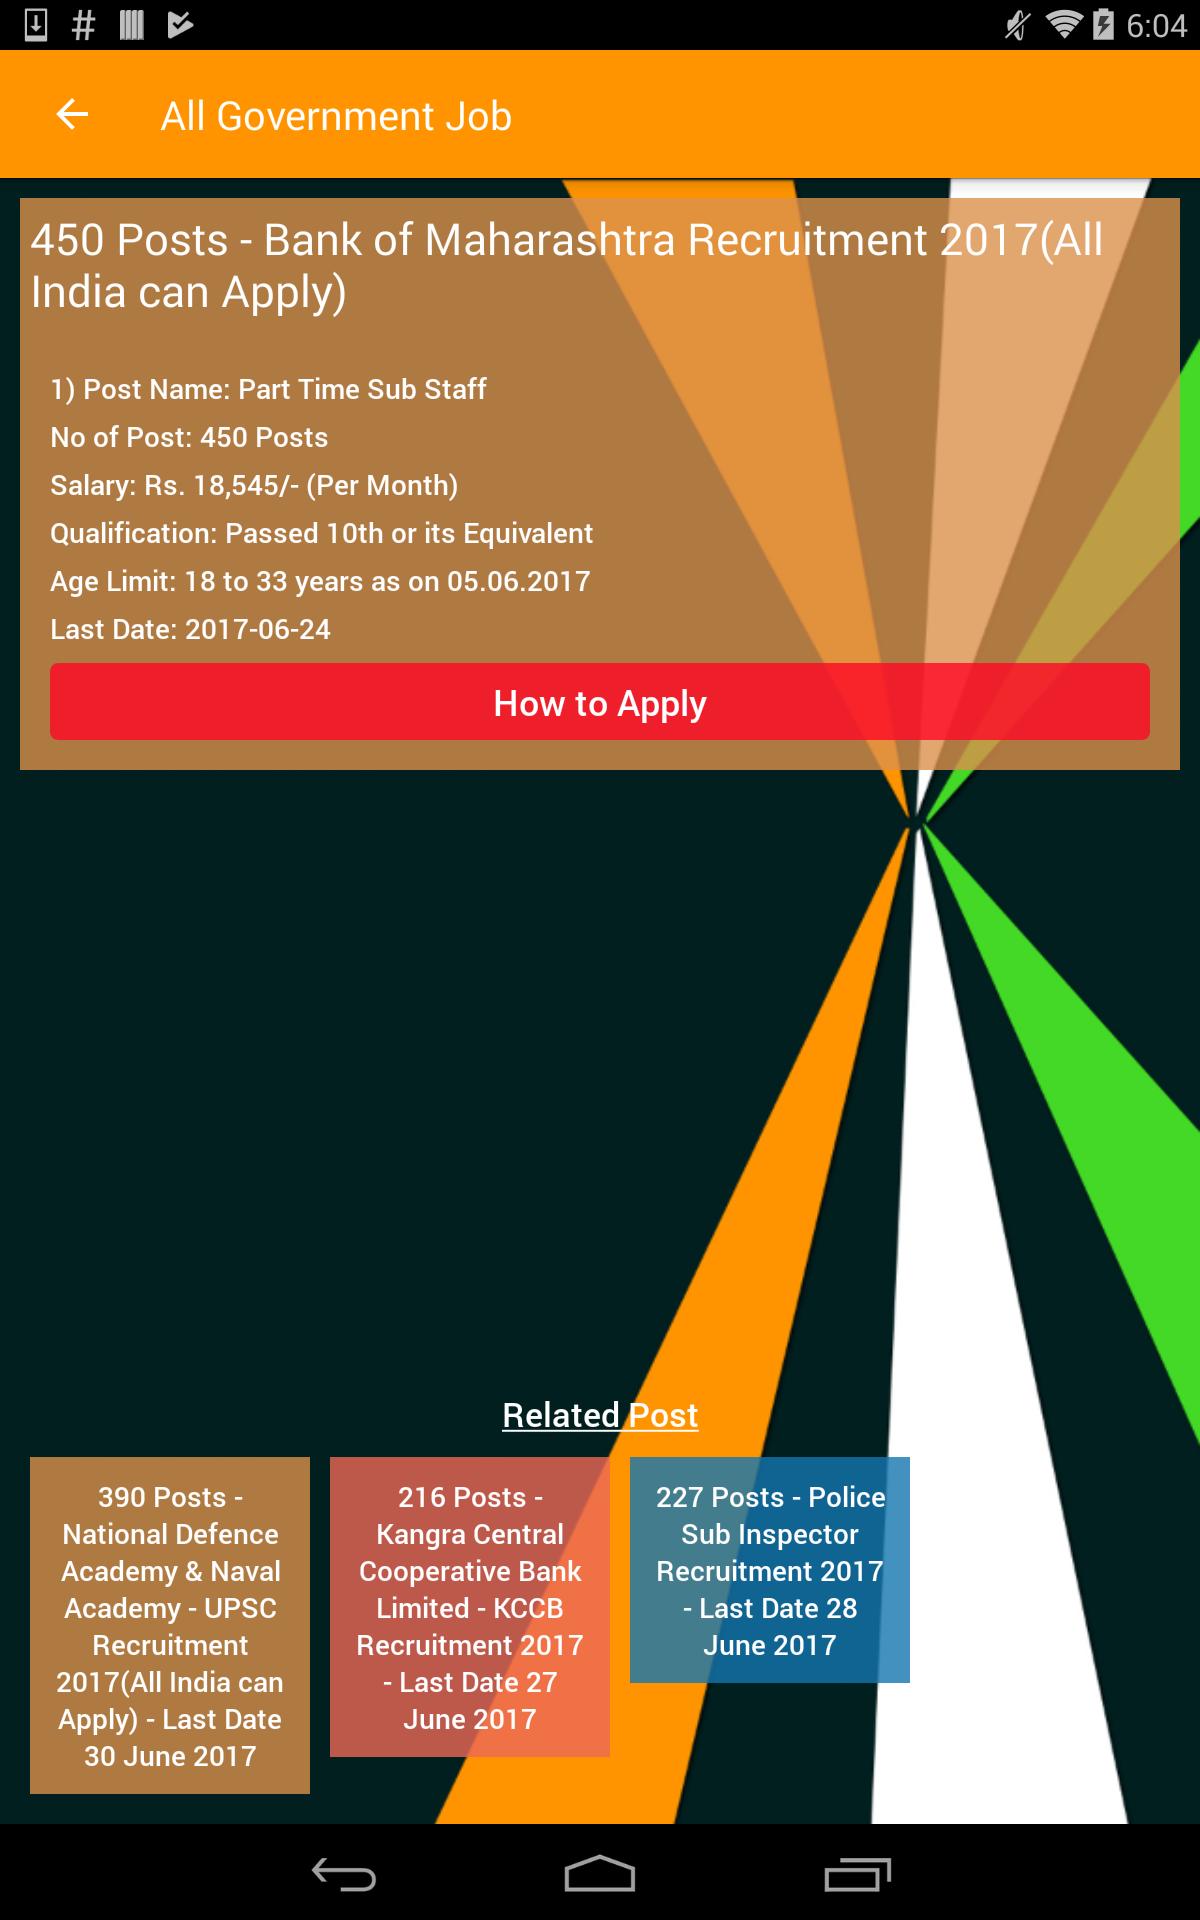 6:04
All Government Job
450 Posts - Bank of Maharashtra Recruitment 2017(All
India can Apply)
1) Post Name: Part Time Sub Staff
No of Post: 450 Posts
Salary: Rs. 18,545/- (Per Month)
Qualification: Passed 10th or its Equivalent
Age Limit: 18 to 33 years as on 05.06.2017
Last Date: 2017-06-24
How to Apply
Related Post
390 Posts -
National Defence
Academy & Naval
Academy - UPSC
Recruitment
2017(All India can
Apply) - Last Date
30 June 2017
216 Posts -
Kangra Central
Cooperative Bank
Limited - KCCB
Recruitment 2017
- Last Date 27
June 2017
227 Posts - Police
Sub Inspector
Recruitment 2017
- Last Date 28
June 2017